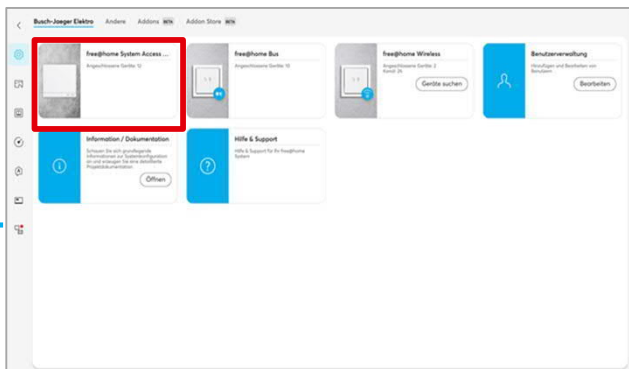 Busch-Jaeger Elektro Andere Addons BETA Addon Store BETA
free@home System Access ...
Angeschlossene Geräte: 12
free@home Bus
Angeschlossene Geräte: 10
free@home Wireless
Angeschlossene Geräte: 2
Kanal: 26
Geräte suchen
Benutzerverwaltung
Hinzufügen und Bearbeiten von
Benutzern
Bearbeiten
Information / Dokumentation
Schauen Sie sich grundlegende
Informationen zur Systemkonfiguration
an und erzeugen Sie eine detaillierte
Projektdokumentation
Öffnen
Hilfe & Support
Hilfe & Support für Ihr free@home
System